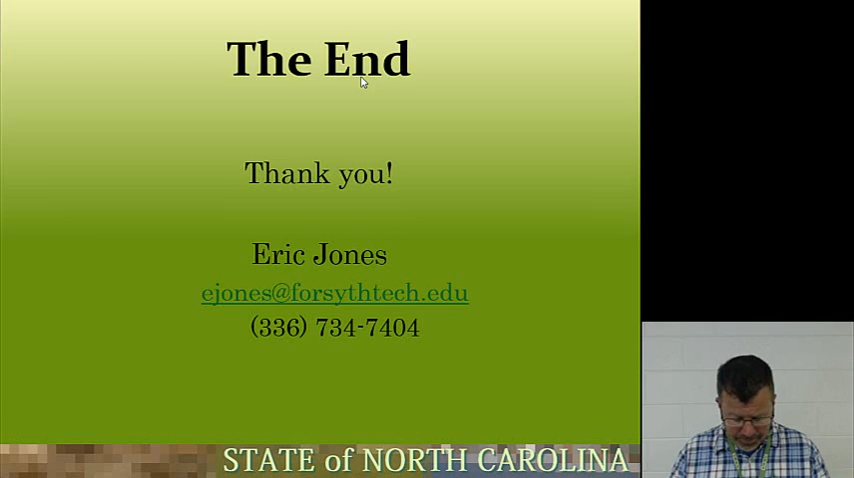 The End
Thank you!
Eric Jones
ejones@forsythtech.edu
(336) 734-7404
STATE of NORTH CAROLINA